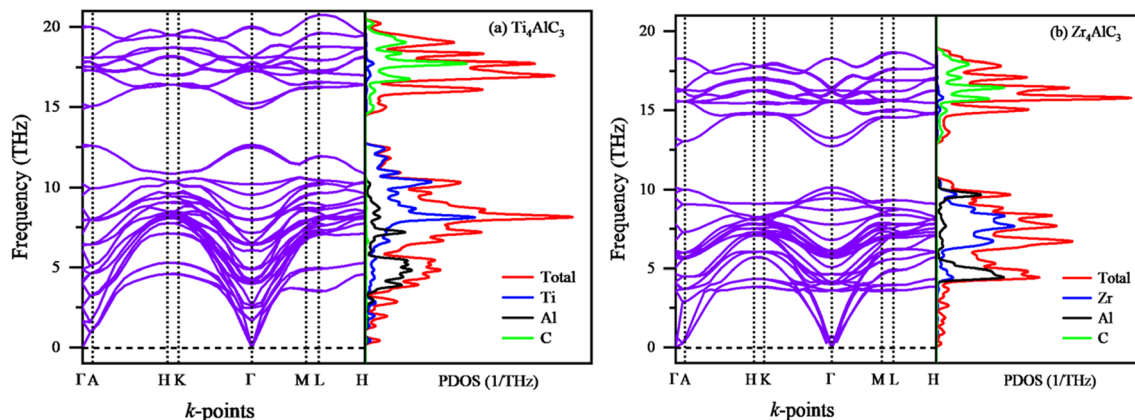 (a) Ti₄AlC₃
20
15
10
5
0
Frequency (THz)
Total
Ti
Al
C
Γ A H K Γ M L H
PDOS (1/THz)
k-points
(b) Zr₄AlC₃
20
15
10
5
0
Frequency (THz)
Total
Zr
Al
C
Γ A H K Γ M L H
PDOS (1/THz)
k-points